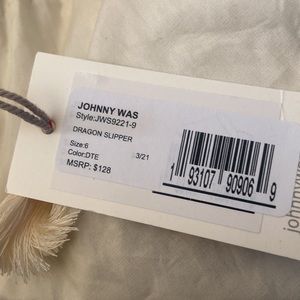 JOHNNY WAS
Style:JWS9221-9
DRAGON SLIPPER
Size:6
Color:DTE
3/21
MSRP: $128
1 93107 90906 9